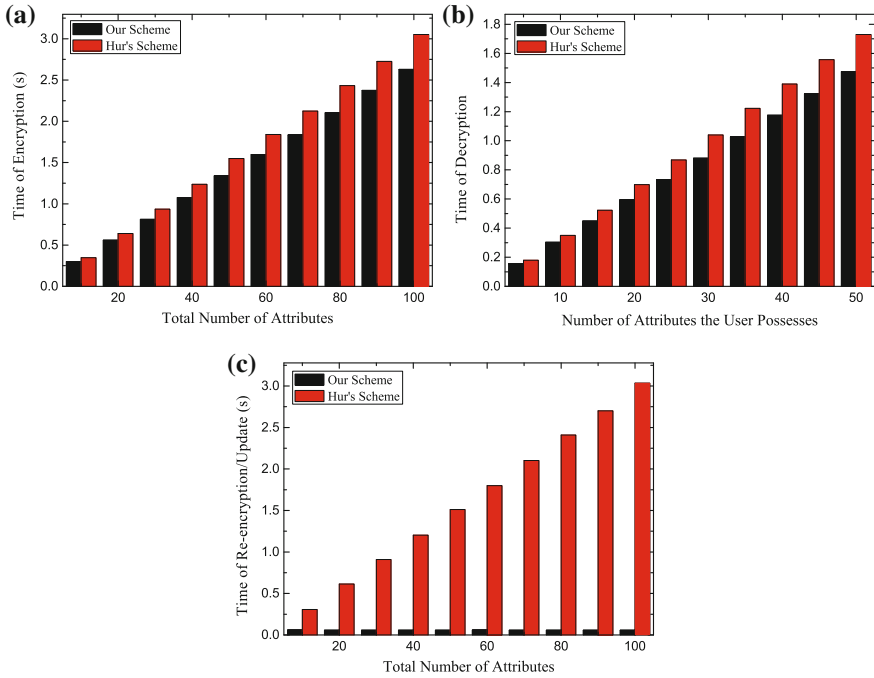 (a)
Our Scheme
Hur's Scheme
3.0
2.5
2.0
1.5
1.0
0.5
0.0
Time of Encryption (s)
20 40 60 80 100
Total Number of Attributes
(b)
Our Scheme
Hur's Scheme
1.8
1.6
1.4
1.2
1.0
0.8
0.6
0.4
0.2
0.0
Time of Decryption
10 20 30 40 50
Number of Attributes the User Possesses
(c)
Our Scheme
Hur's Scheme
3.0
2.5
2.0
1.5
1.0
0.5
0.0
Time of Re-encryption/Update (s)
20 40 60 80 100
Total Number of Attributes